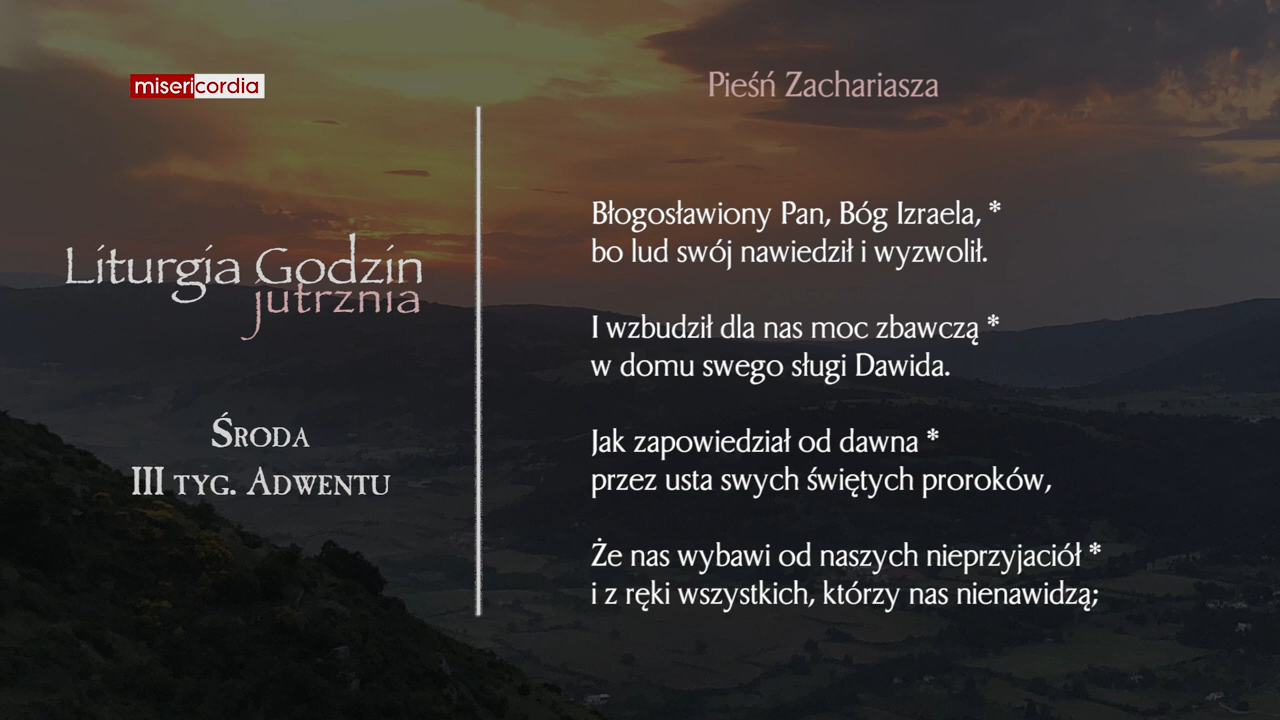 misericordia
Liturgia Godzin
jutrznia
Środa
III tyg. Adwentu
Pieśń Zachariasza
Błogosławiony Pan, Bóg Izraela, *
bo lud swój nawiedził i wyzwolił.
I wzbudził dla nas moc zbawczą *
w domu swego sługi Dawida.
Jak zapowiedział od dawna *
przez usta swych świętych proroków,
Że nas wybawi od naszych nieprzyjaciół *
i z ręki wszystkich, którzy nas nienawidzą;